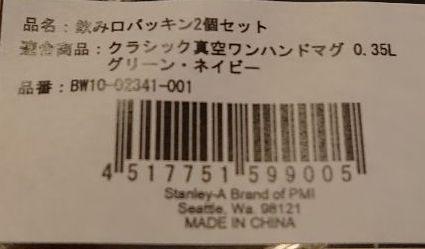 品名:飲み口パッキン2個セット
適合商品:クラシック真空ワンハンドマグ 0.35L
グリーン・ネイビー
品番:BW10-02341-001
4 517751 599005
Stanley-A Brand of PMI
Seattle, Wa. 98121
MADE IN CHINA